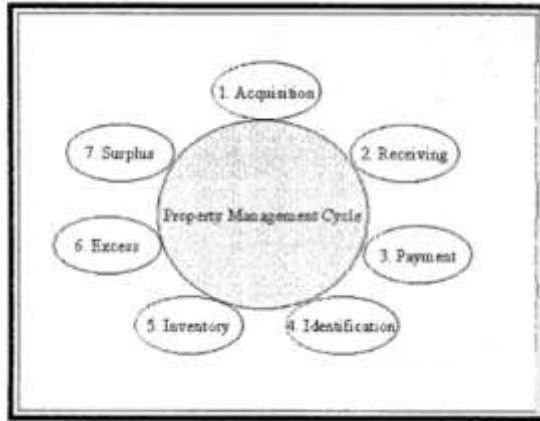 1. Acquisition
2. Receiving
3. Payment
4. Identification
5. Inventory
6. Excess
7. Surplus
Property Management Cycle